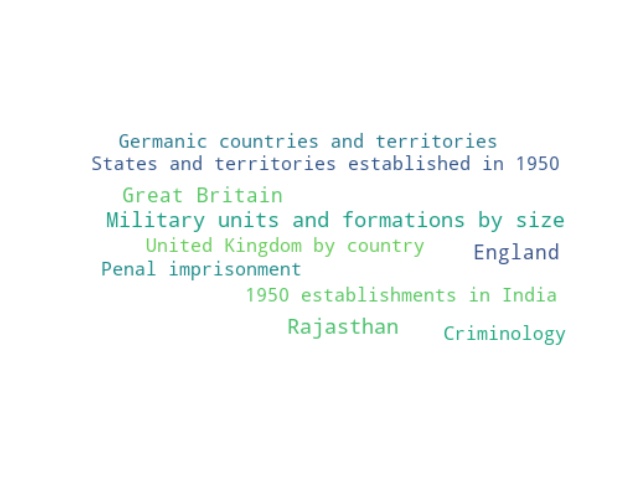 Germanic countries and territories
States and territories established in 1950
Great Britain
Military units and formations by size
United Kingdom by country
England
Penal imprisonment
1950 establishments in India
Rajasthan
Criminology